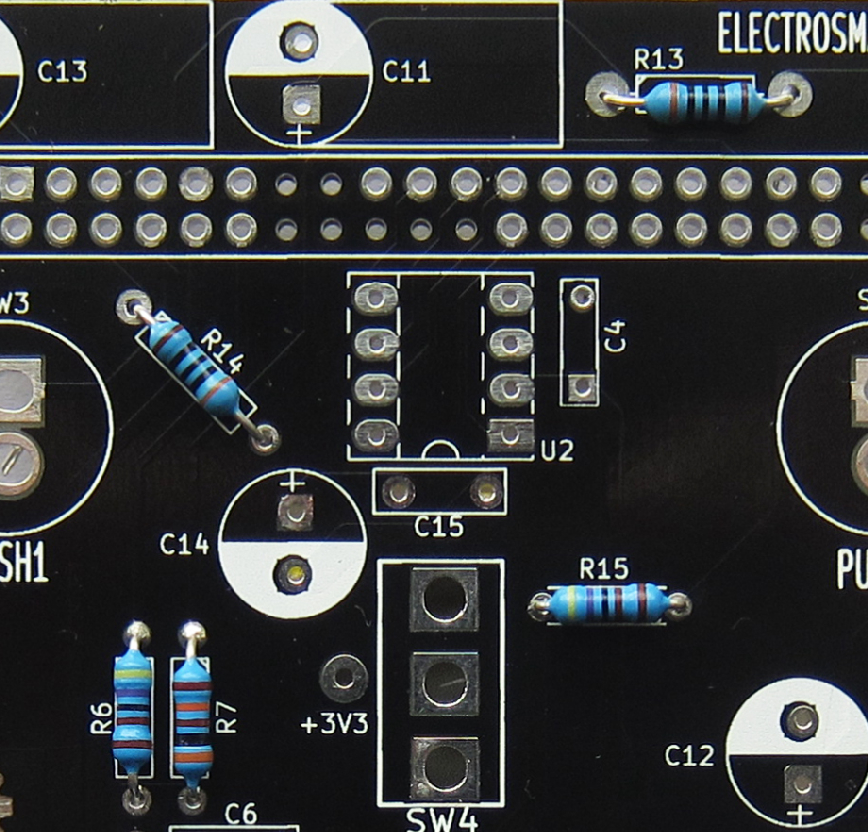 ELECTROSM
C13
C11
R13
+
W3
S
R14
C4
U2
+
C15
C14
SH1
PU
R15
R6
R7
+3V3
C12
C6
SW4
+